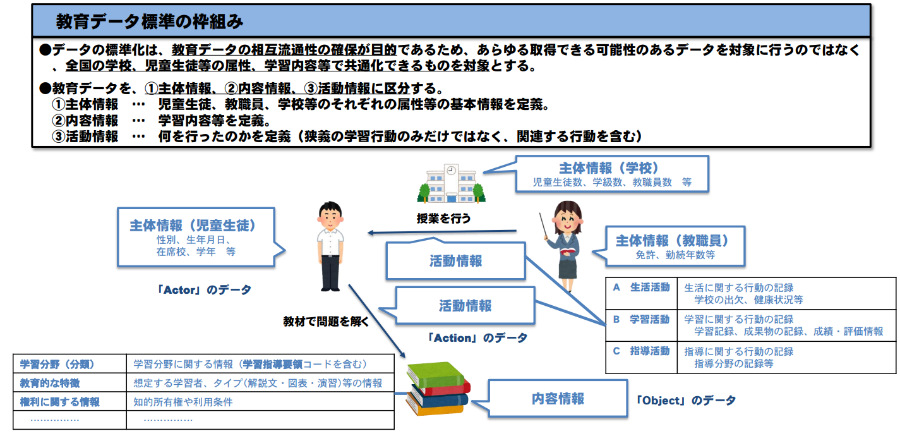 教育データ標準の枠組み
●データの標準化は、教育データの相互流通性の確保が目的であるため、あらゆる取得できる可能性のあるデータを対象に行うのではなく
、全国の学校、児童生徒等の属性、学習内容等で共通化できるものを対象とする。
●教育データを、①主体情報、②内容情報、③活動情報に区分する。
①主体情報 … 児童生徒、教職員、学校等のそれぞれの属性等の基本情報を定義。
②内容情報 … 学習内容等を定義。
③活動情報 … 何を行ったのかを定義（狭義の学習行動のみだけではなく、関連する行動を含む）
主体情報（学校）
児童生徒数、学級数、教職員数 等
授業を行う
主体情報（児童生徒）
性別、生年月日、
在席校、学年 等
「Actor」のデータ
主体情報（教職員）
免許、勤続年数等
活動情報
活動情報
「Action」のデータ
教材で問題を解く
A 生活活動 生活に関する行動の記録
学校の出欠、健康状況等
B 学習活動 学習に関する行動の記録
学習記録、成果物の記録、成績・評価情報
C 指導活動 指導に関する行動の記録
指導分野の記録等
学習分野（分類） 学習分野に関する情報（学習指導要領コードを含む）
教育的な特徴 想定する学習者、タイプ（解説文・図表・演習）等の情報
権利に関する情報 知的所有権や利用条件
…………… ……………
内容情報
「Object」のデータ